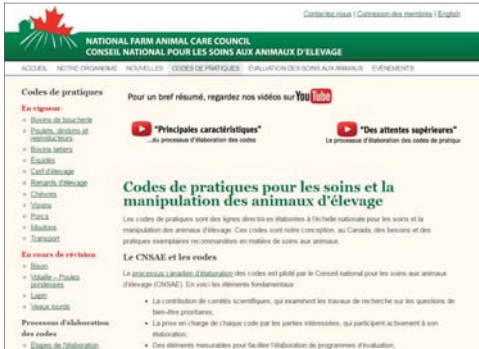 Contactez nous | Connexion des membres | English
NATIONAL FARM ANIMAL CARE COUNCIL
CONSEIL NATIONAL POUR LES SOINS AUX ANIMAUX D'ELEVAGE
ACCUEIL NOTRE ORGANISME NOUVELLES CODES DE PRATIQUES ÉVALUATION DES SOINS AUX ANIMAUX ÉVÉNEMENTS
Codes de pratiques
En vigueur
Bovins de boucherie
Poulets, dindons et
reproducteurs
Bovins laitiers
Équidés
Cerf d'élevage
Renards d'élevage
Chèvres
Visons
Porcs
Moutons
Transport
En cours de révision
Bison
Volaille – Poules
pondeuses
Lapin
Veaux lourds
Processus d'élaboration
des codes
Étapes de l'élaboration
Pour un bref résumé, regardez nos vidéos sur YouTube
"Principales caractéristiques"
...du processus d'élaboration des codes
"Des attentes supérieures"
Le processus d'élaboration des codes de pratique
Codes de pratiques pour les soins et la
manipulation des animaux d'élevage
Les codes de pratiques sont des lignes directrices élaborées à l'échelle nationale pour les soins et la
manipulation des animaux d'élevage. Ces codes sont notre conception, au Canada, des besoins et des
pratiques exemplaires recommandées en matière de soins aux animaux.
Le CNSAE et les codes
Le processus canadien d'élaboration des codes est piloté par le Conseil national pour les soins aux animaux
d'élevage (CNSAE). En voici les éléments fondamentaux :
La contribution de comités scientifiques, qui examinent les travaux de recherche sur les questions de
bien-être prioritaires;
La prise en charge de chaque code par les parties intéressées, qui participent activement à son
élaboration;
Des éléments mesurables pour faciliter l'élaboration de programmes d'évaluation;